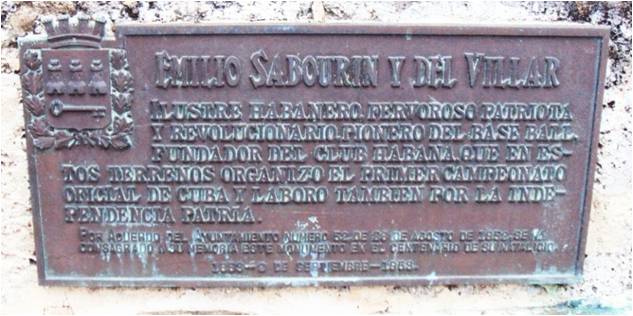 EMILIO SABOURIN Y DEL VILLAR
ILUSTRE HABANERO, FERVOROSO PATRIOTA
Y REVOLUCIONARIO, PIONERO DEL BASE BALL,
FUNDADOR DEL CLUB HABANA, QUE EN ES-
TOS TERRENOS ORGANIZO EL PRIMER CAMPEONATO
OFICIAL DE CUBA Y LABORO TAMBIEN POR LA INDE-
PENDENCIA PATRIA.
POR ACUERDO DEL AYUNTAMIENTO NUMERO DE AGOSTO DE SE A
CONSAGRADO A SU MEMORIA ESTE MONUMENTO EN EL CENTENARIO DE SU NATALICIO.
DE SEPTIEMBRE